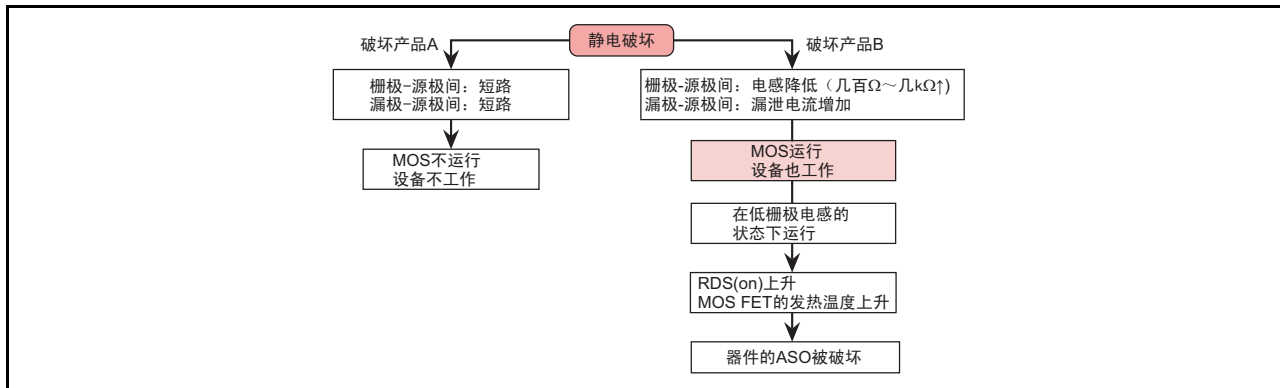 静电破坏
破坏产品A
破坏产品B
栅极-源极间：短路
漏极-源极间：短路
MOS不运行
设备不工作
栅极-源极间：电感降低（几百Ω～几kΩ↑）
漏极-源极间：漏泄电流增加
MOS运行
设备也工作
在低栅极电感的
状态下运行
RDS(on)上升
MOS FET的发热温度上升
器件的ASO被破坏